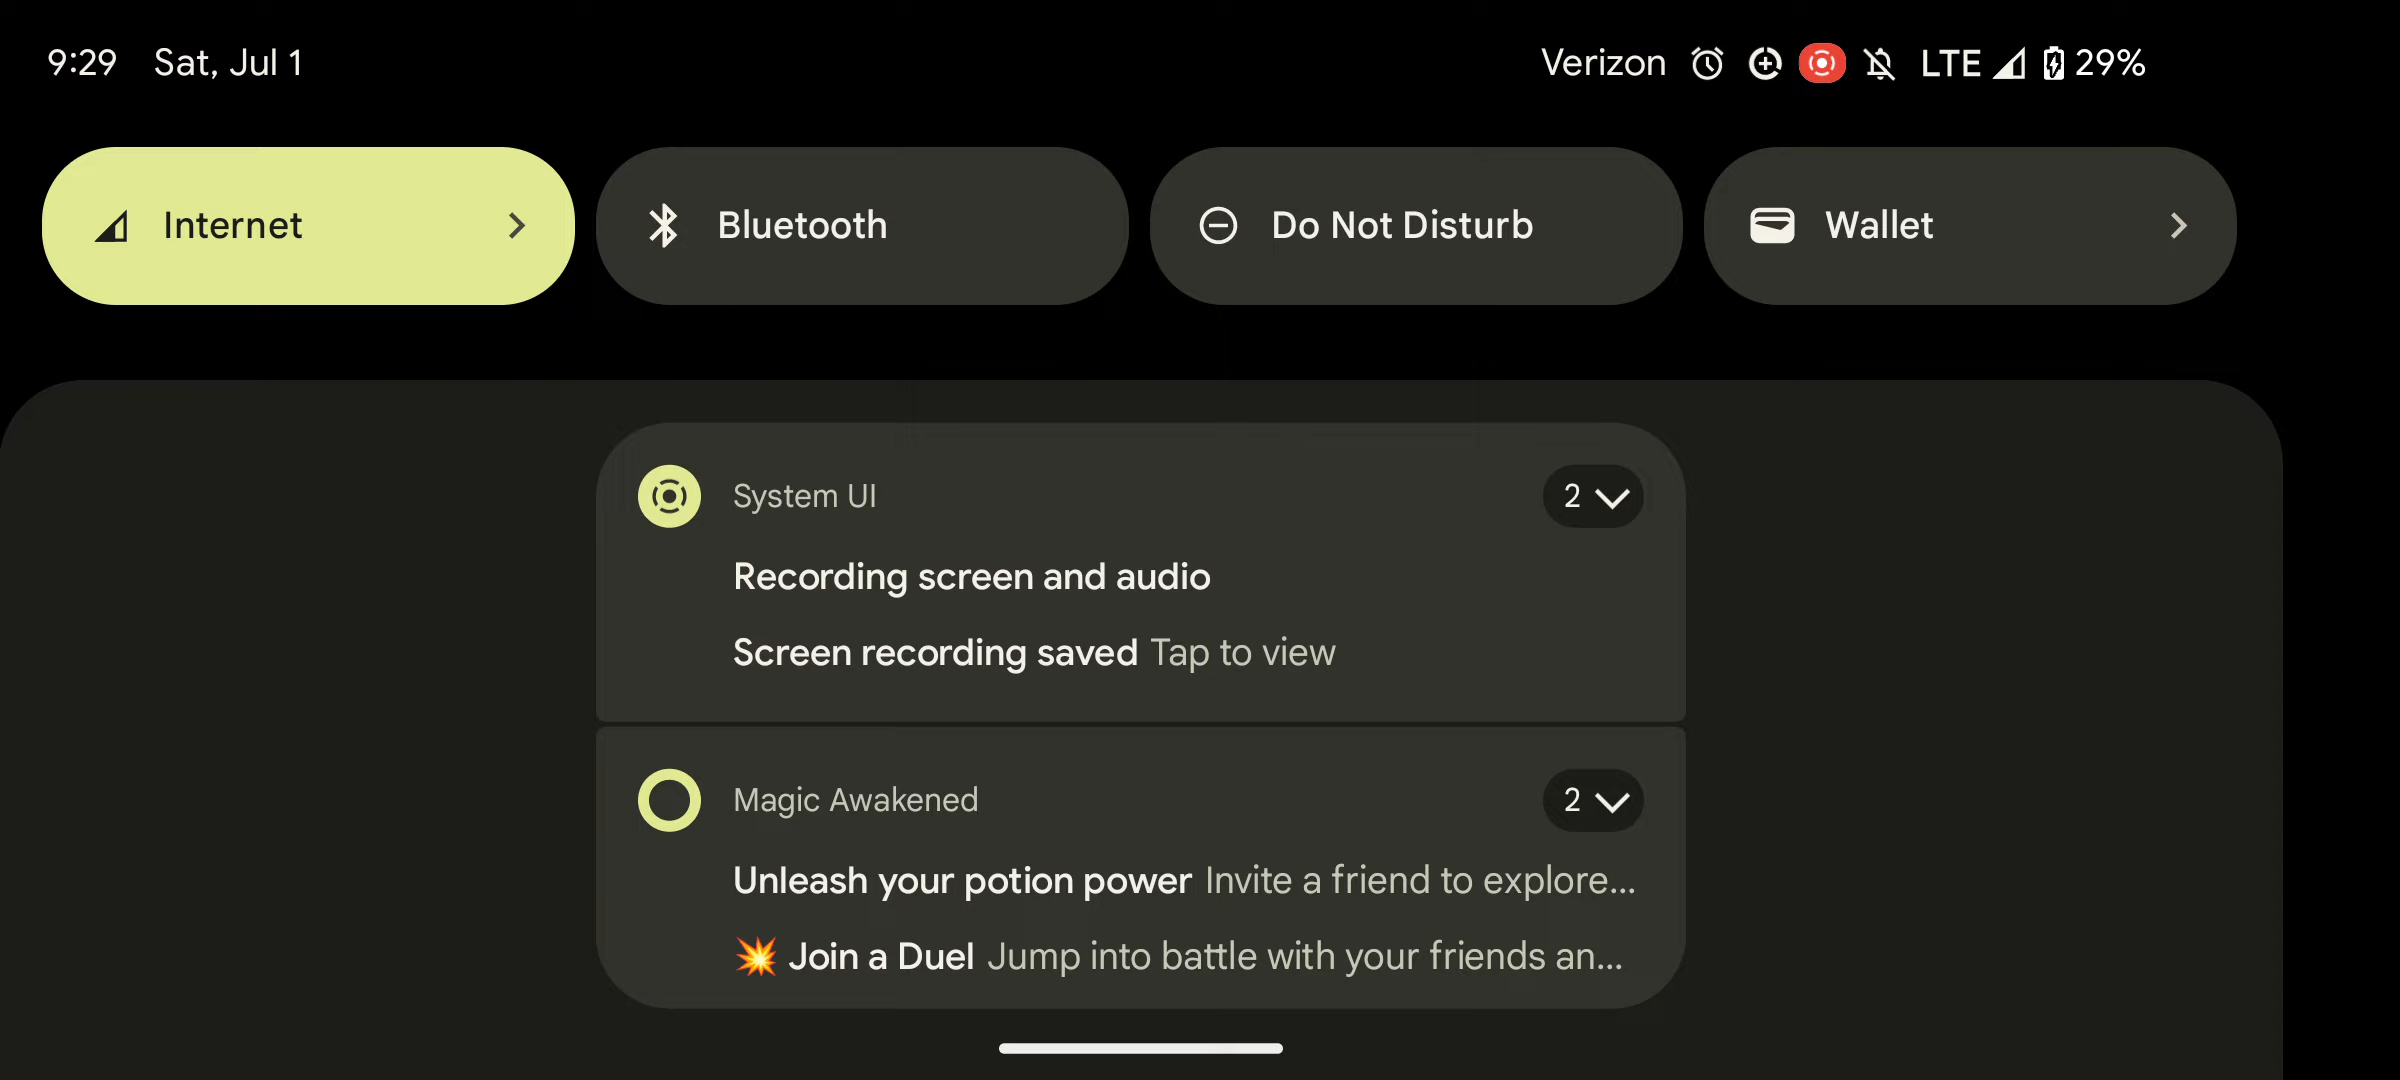 9:29 Sat, Jul 1 Verizon LTE 29%
Internet Bluetooth Do Not Disturb Wallet
System UI 2
Recording screen and audio
Screen recording saved Tap to view
Magic Awakened 2
Unleash your potion power Invite a friend to explore...
💥 Join a Duel Jump into battle with your friends an...